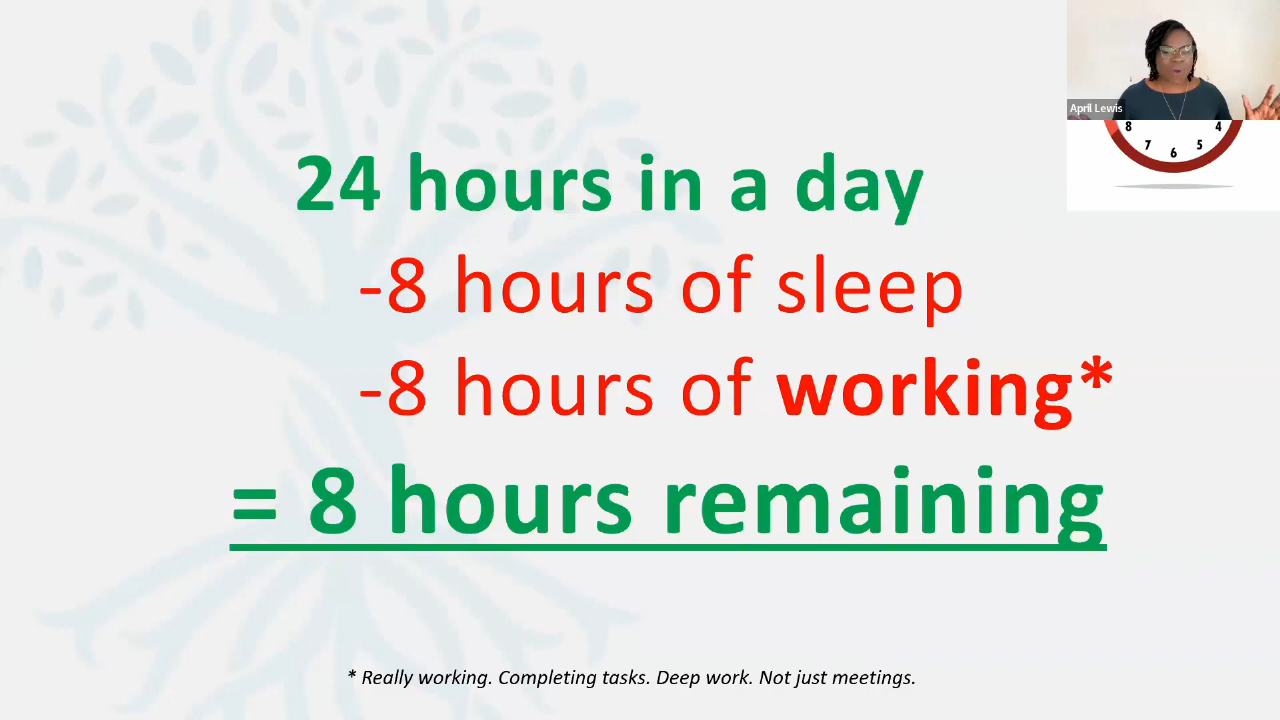 April Lewis
8
4
7
5
6
24 hours in a day
-8 hours of sleep
-8 hours of working*
= 8 hours remaining
* Really working. Completing tasks. Deep work. Not just meetings.